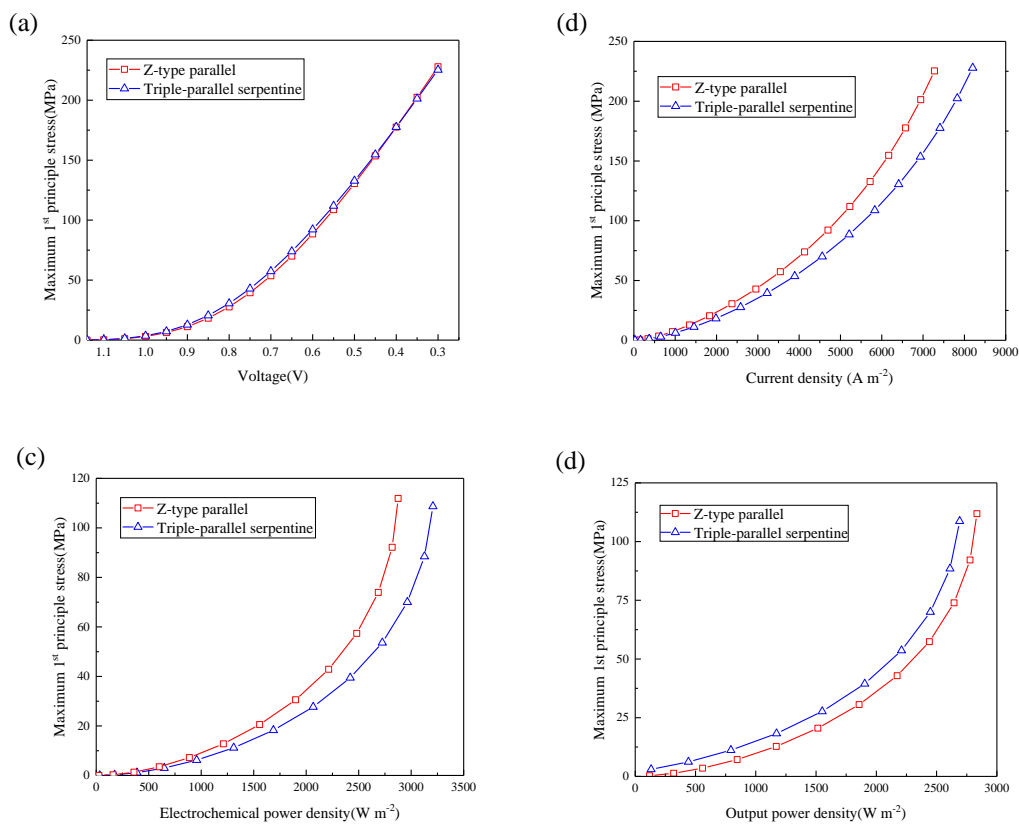 (a)
250
200
150
100
50
0
Maximum 1st principle stress(MPa)
Z-type parallel
Triple-parallel serpentine
1.1 1.0 0.9 0.8 0.7 0.6 0.5 0.4 0.3
Voltage(V)
(d)
250
200
150
100
50
0
Maximum 1st priciple stress (MPa)
Z-type parallel
Triple-parallel serpentine
0 1000 2000 3000 4000 5000 6000 7000 8000 9000
Current density (A m-2)
(c)
120
100
80
60
40
20
0
Maximum 1st principle stress(MPa)
Z-type parallel
Triple-parallel serpentine
0 500 1000 1500 2000 2500 3000 3500
Electrochemical power density(W m-2)
(d)
125
100
75
50
25
0
Maximum 1st principle stress(MPa)
Z-type parallel
Triple-parallel serpentine
0 500 1000 1500 2000 2500 3000
Output power density(W m-2)